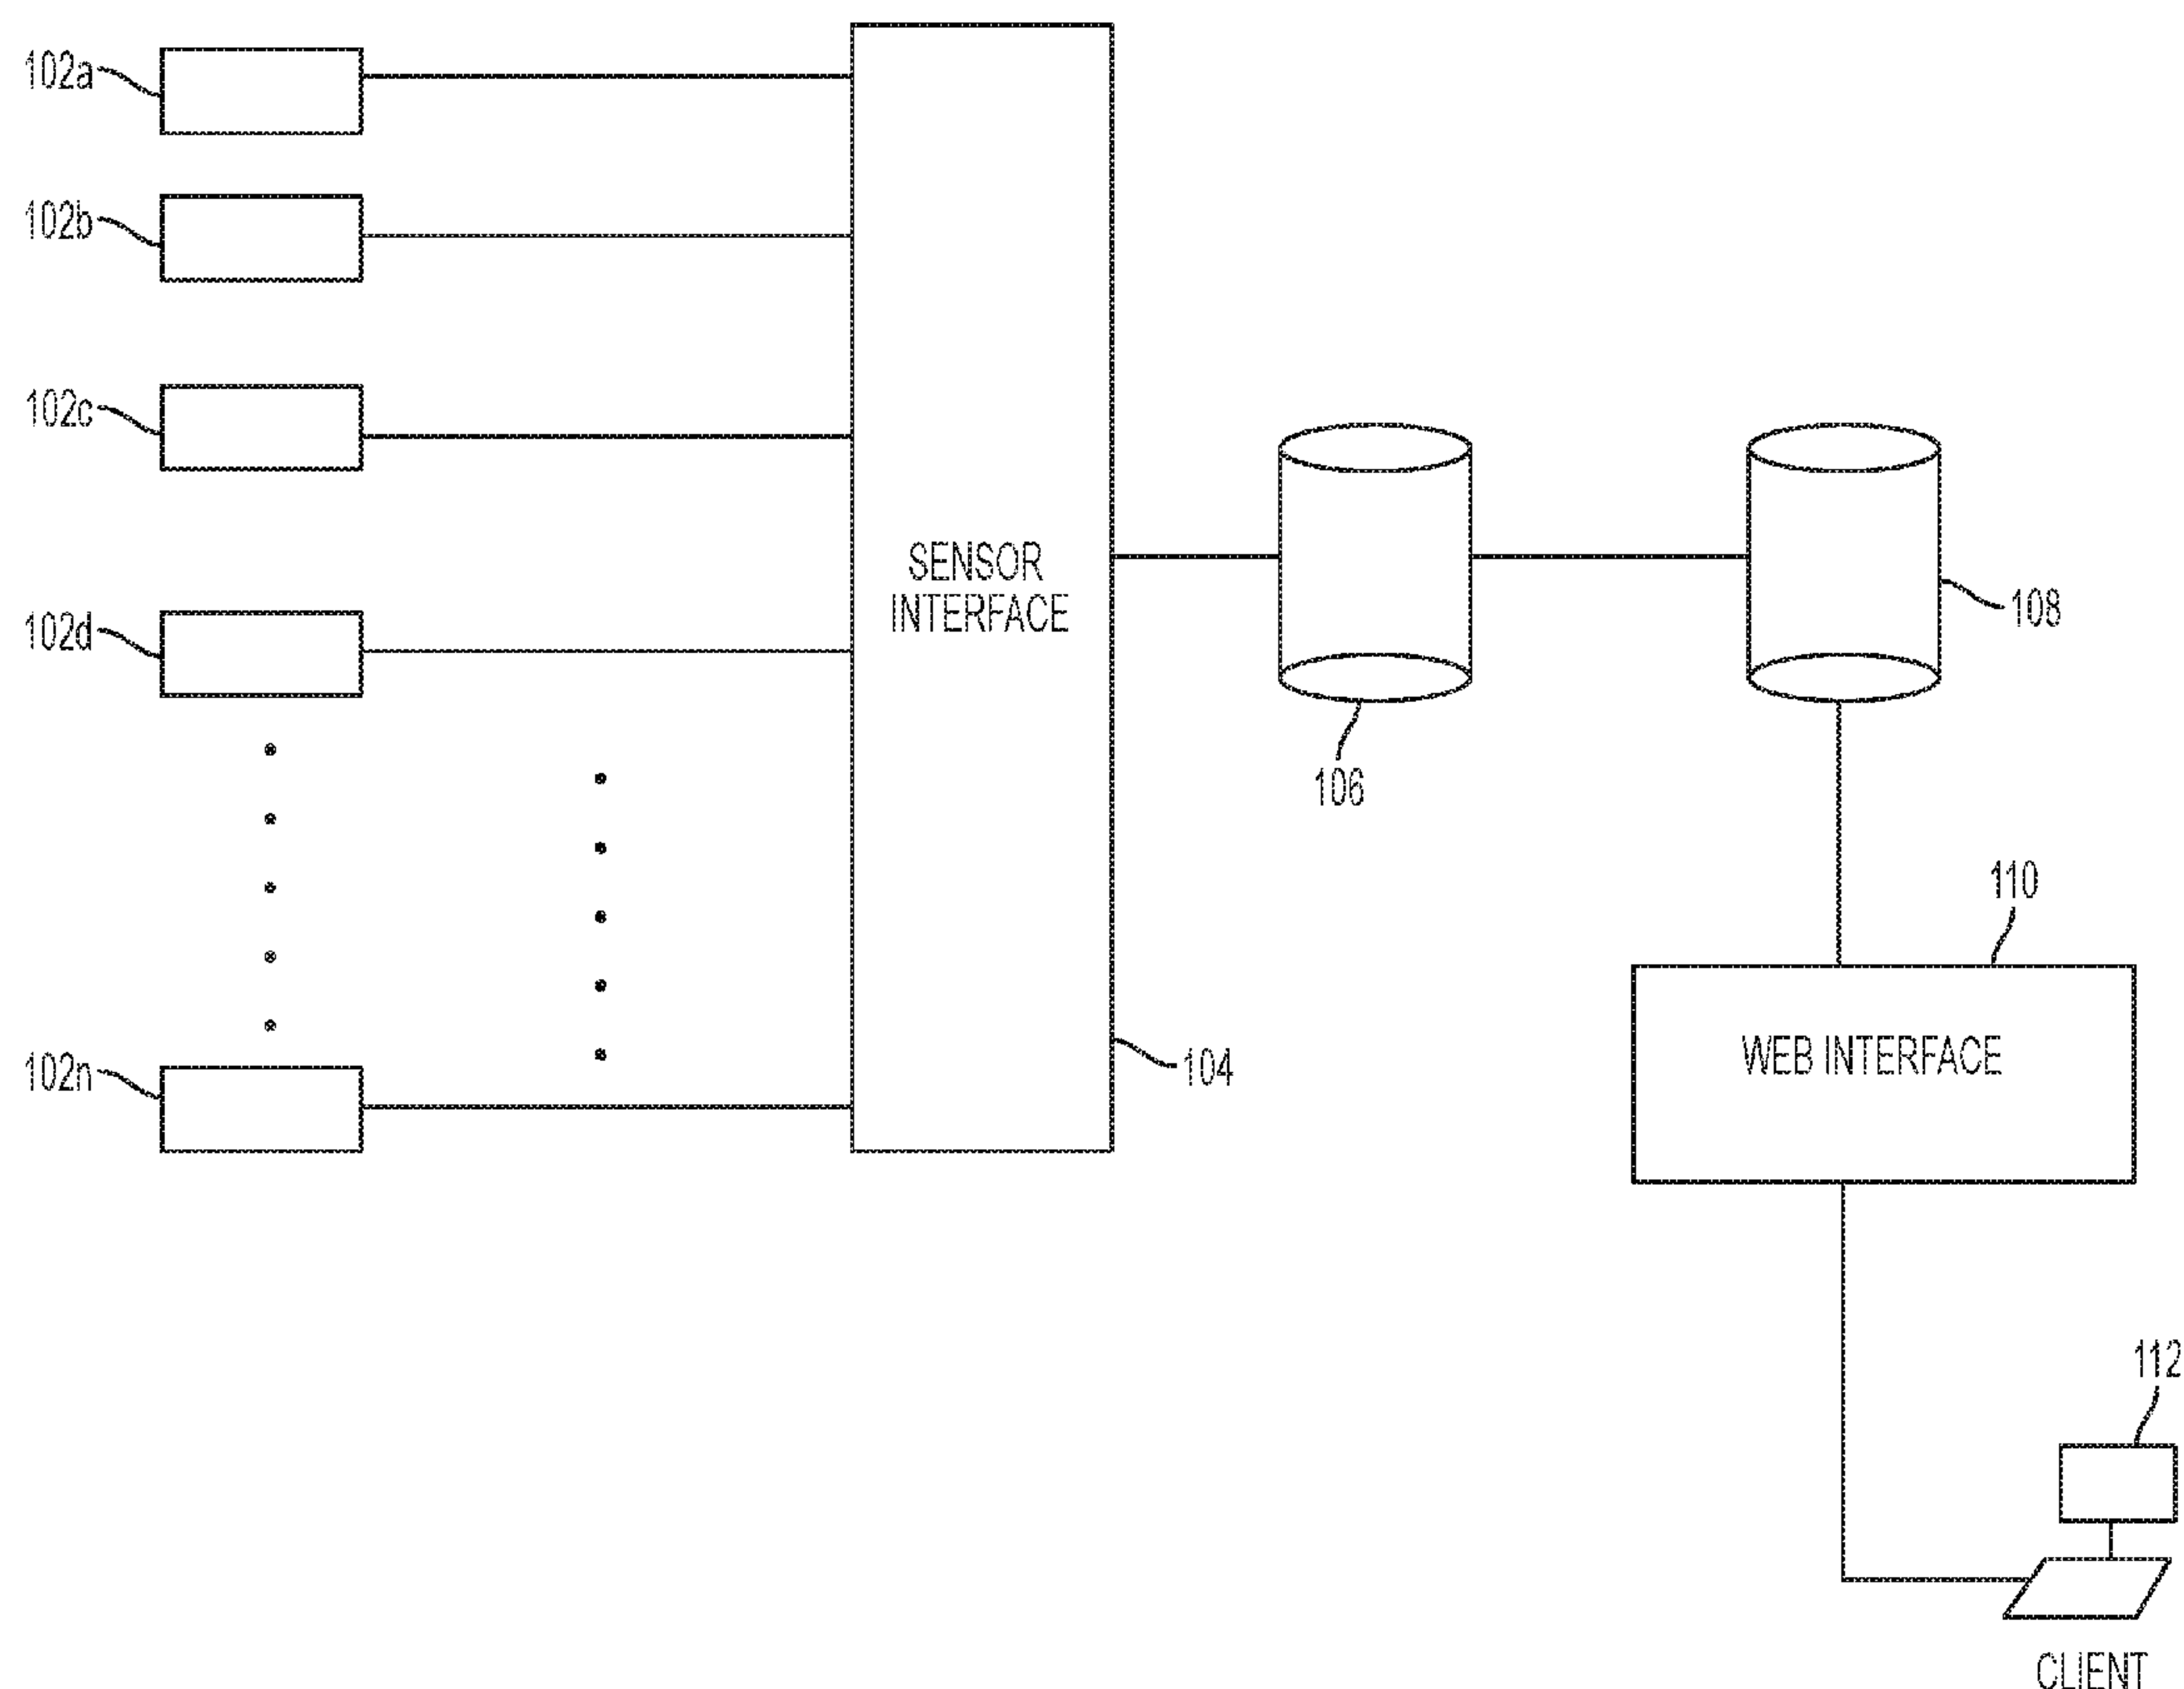 102a
102b
102c
102d
102n
SENSOR
INTERFACE
104
106
108
110
WEB INTERFACE
112
CLIENT